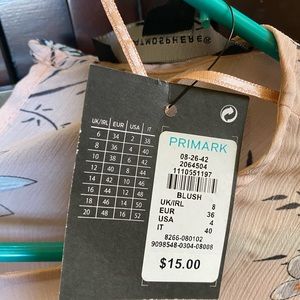 ATMOSPHERE®
UK/IRL EUR USA IT
6 34 2 38
8 36 4 40
10 38 6 42
12 40 8 44
14 42 10 46
16 44 12 48
18 46 14 50
20 48 16 52
PRIMARK
08-26-42
2064504
1110551197
BLUSH
UK/IRL 8
EUR 36
USA 4
IT 40
8266-080102
9098548-0304-08008
$15.00